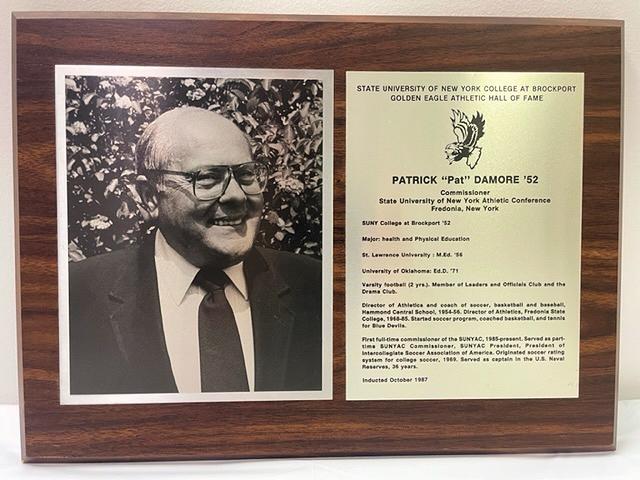 STATE UNIVERSITY OF NEW YORK COLLEGE AT BROCKPORT
GOLDEN EAGLE ATHLETIC HALL OF FAME
PATRICK "Pat" DAMORE '52
Commissioner
State University of New York Athletic Conference
Fredonia, New York
SUNY College at Brockport '52
Major: health and Physical Education
St. Lawrence University : M.Ed. '56
University of Oklahoma: Ed.D. '71
Varsity football (2 yrs.). Member of Leaders and Officials Club and the
Drama Club.
Director of Athletics and coach of soccer, basketball and baseball,
Hammond Central School, 1954-56. Director of Athletics, Fredonia State
College, 1968-85. Started soccer program, coached basketball, and tennis
for Blue Devils.
First full-time commissioner of the SUNYAC, 1985-present. Served as part-
time SUNYAC Commissioner, SUNYAC President, President of
Intercollegiate Soccer Association of America. Originated soccer rating
system for college soccer, 1969. Served as captain in the U.S. Naval
Reserves, 36 years.
Inducted October 1987